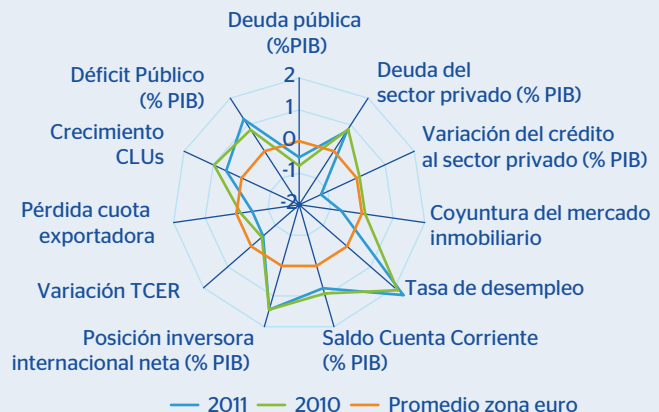 Deuda pública
(%PIB)
Deuda del
sector privado (% PIB)
Variación del crédito
al sector privado (% PIB)
Coyuntura del mercado
inmobiliario
Tasa de desempleo
Saldo Cuenta Corriente
(% PIB)
Posición inversora
internacional neta (% PIB)
Variación TCER
Pérdida cuota
exportadora
Crecimiento
CLUs
Déficit Público
(% PIB)
2
1
0
-1
-2
2011
2010
Promedio zona euro